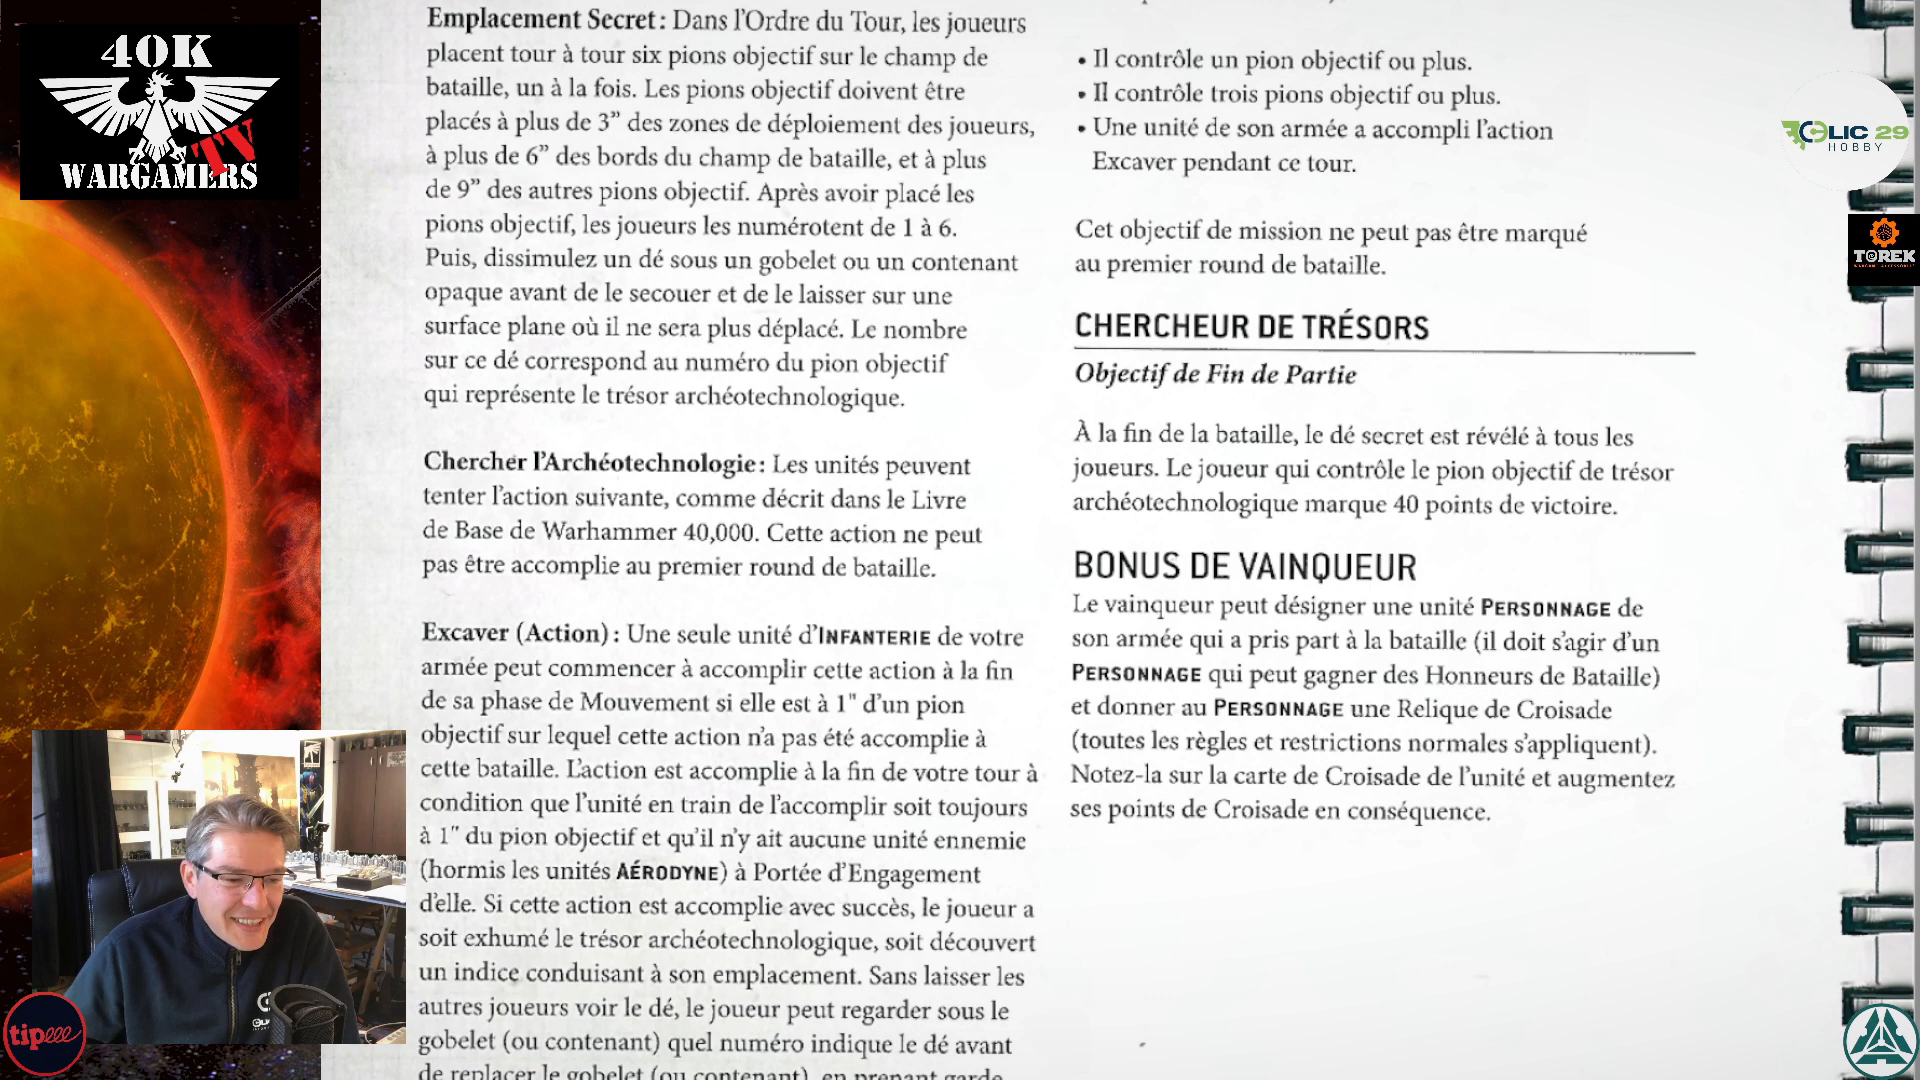 40K
TV
WARGAMERS
Emplacement Secret : Dans l’Ordre du Tour, les joueurs
placent tour à tour six pions objectif sur le champ de
bataille, un à la fois. Les pions objectif doivent être
placés à plus de 3” des zones de déploiement des joueurs,
à plus de 6” des bords du champ de bataille, et à plus
de 9” des autres pions objectif. Après avoir placé les
pions objectif, les joueurs les numérotent de 1 à 6.
Puis, dissimulez un dé sous un gobelet ou un contenant
opaque avant de le secouer et de le laisser sur une
surface plane où il ne sera plus déplacé. Le nombre
sur ce dé correspond au numéro du pion objectif
qui représente le trésor archéotechnologique.
Chercher l’Archéotechnologie : Les unités peuvent
tenter l’action suivante, comme décrit dans le Livre
de Base de Warhammer 40,000. Cette action ne peut
pas être accomplie au premier round de bataille.
Excaver (Action) : Une seule unité d’INFANTERIE de votre
armée peut commencer à accomplir cette action à la fin
de sa phase de Mouvement si elle est à 1" d’un pion
objectif sur lequel cette action n’a pas été accomplie à
cette bataille. L’action est accomplie à la fin de votre tour à
condition que l’unité en train de l’accomplir soit toujours
à 1" du pion objectif et qu’il n’y ait aucune unité ennemie
(hormis les unités AÉRODYNE) à Portée d’Engagement
d’elle. Si cette action est accomplie avec succès, le joueur a
soit exhumé le trésor archéotechnologique, soit découvert
un indice conduisant à son emplacement. Sans laisser les
autres joueurs voir le dé, le joueur peut regarder sous le
gobelet (ou contenant) quel numéro indique le dé avant
de replacer le gobelet (ou contenant), en prenant garde
• Il contrôle un pion objectif ou plus.
• Il contrôle trois pions objectif ou plus.
• Une unité de son armée a accompli l’action
Excaver pendant ce tour.
Cet objectif de mission ne peut pas être marqué
au premier round de bataille.
CHERCHEUR DE TRÉSORS
Objectif de Fin de Partie
À la fin de la bataille, le dé secret est révélé à tous les
joueurs. Le joueur qui contrôle le pion objectif de trésor
archéotechnologique marque 40 points de victoire.
BONUS DE VAINQUEUR
Le vainqueur peut désigner une unité PERSONNAGE de
son armée qui a pris part à la bataille (il doit s’agir d’un
PERSONNAGE qui peut gagner des Honneurs de Bataille)
et donner au PERSONNAGE une Relique de Croisade
(toutes les règles et restrictions normales s’appliquent).
Notez-la sur la carte de Croisade de l’unité et augmentez
ses points de Croisade en conséquence.
CLIC 29
HOBBY
TOREK
tipeee